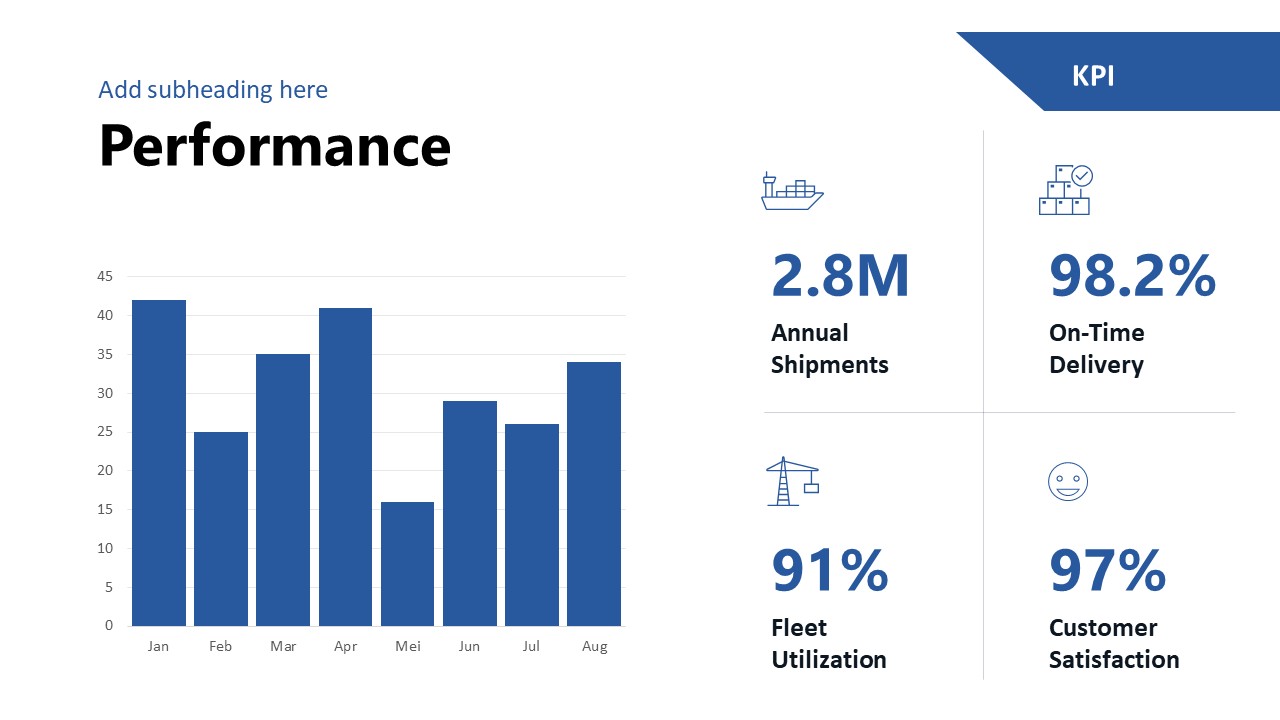 Add subheading here
Performance
KPI
45
40
35
30
25
20
15
10
5
0
Jan Feb Mar Apr Mei Jun Jul Aug
2.8M
Annual
Shipments
98.2%
On-Time
Delivery
91%
Fleet
Utilization
97%
Customer
Satisfaction